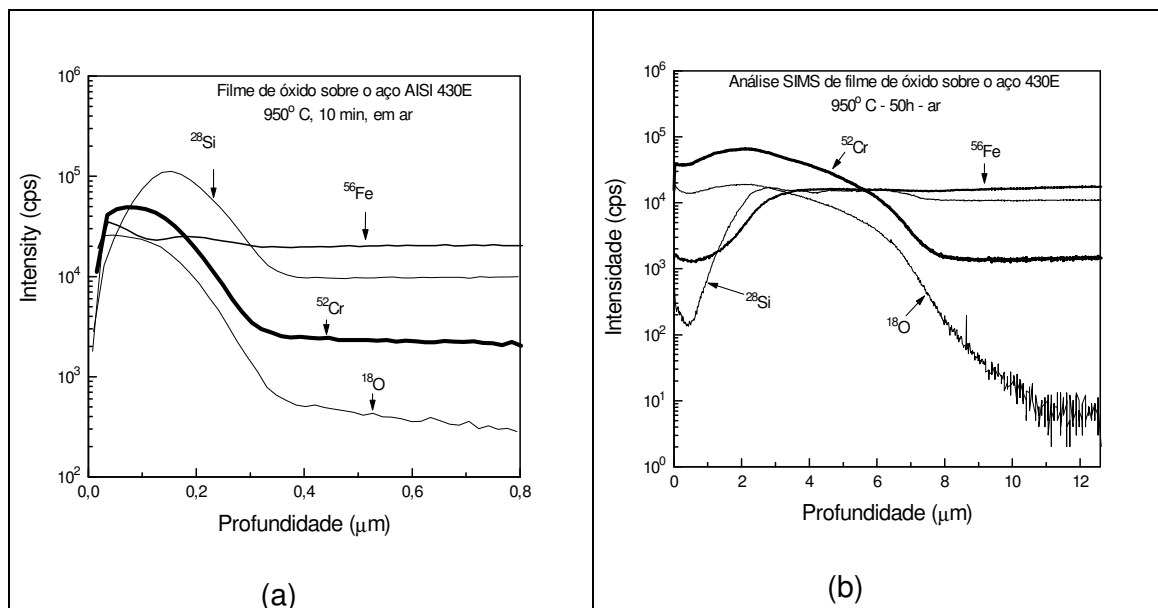 Filme de óxido sobre o aço AISI 430E
950° C, 10 min, em ar
Intensity (cps)
10^6
10^5
10^4
10^3
10^2
^28Si
^56Fe
^52Cr
^18O
0,0 0,2 0,4 0,6 0,8
Profundidade (μm)
(a)
Análise SIMS de filme de óxido sobre o aço 430E
950° C - 50h - ar
Intensidade (cps)
10^6
10^5
10^4
10^3
10^2
10^1
10^0
^52Cr
^56Fe
^28Si
^18O
0 2 4 6 8 10 12
Profundidade (μm)
(b)